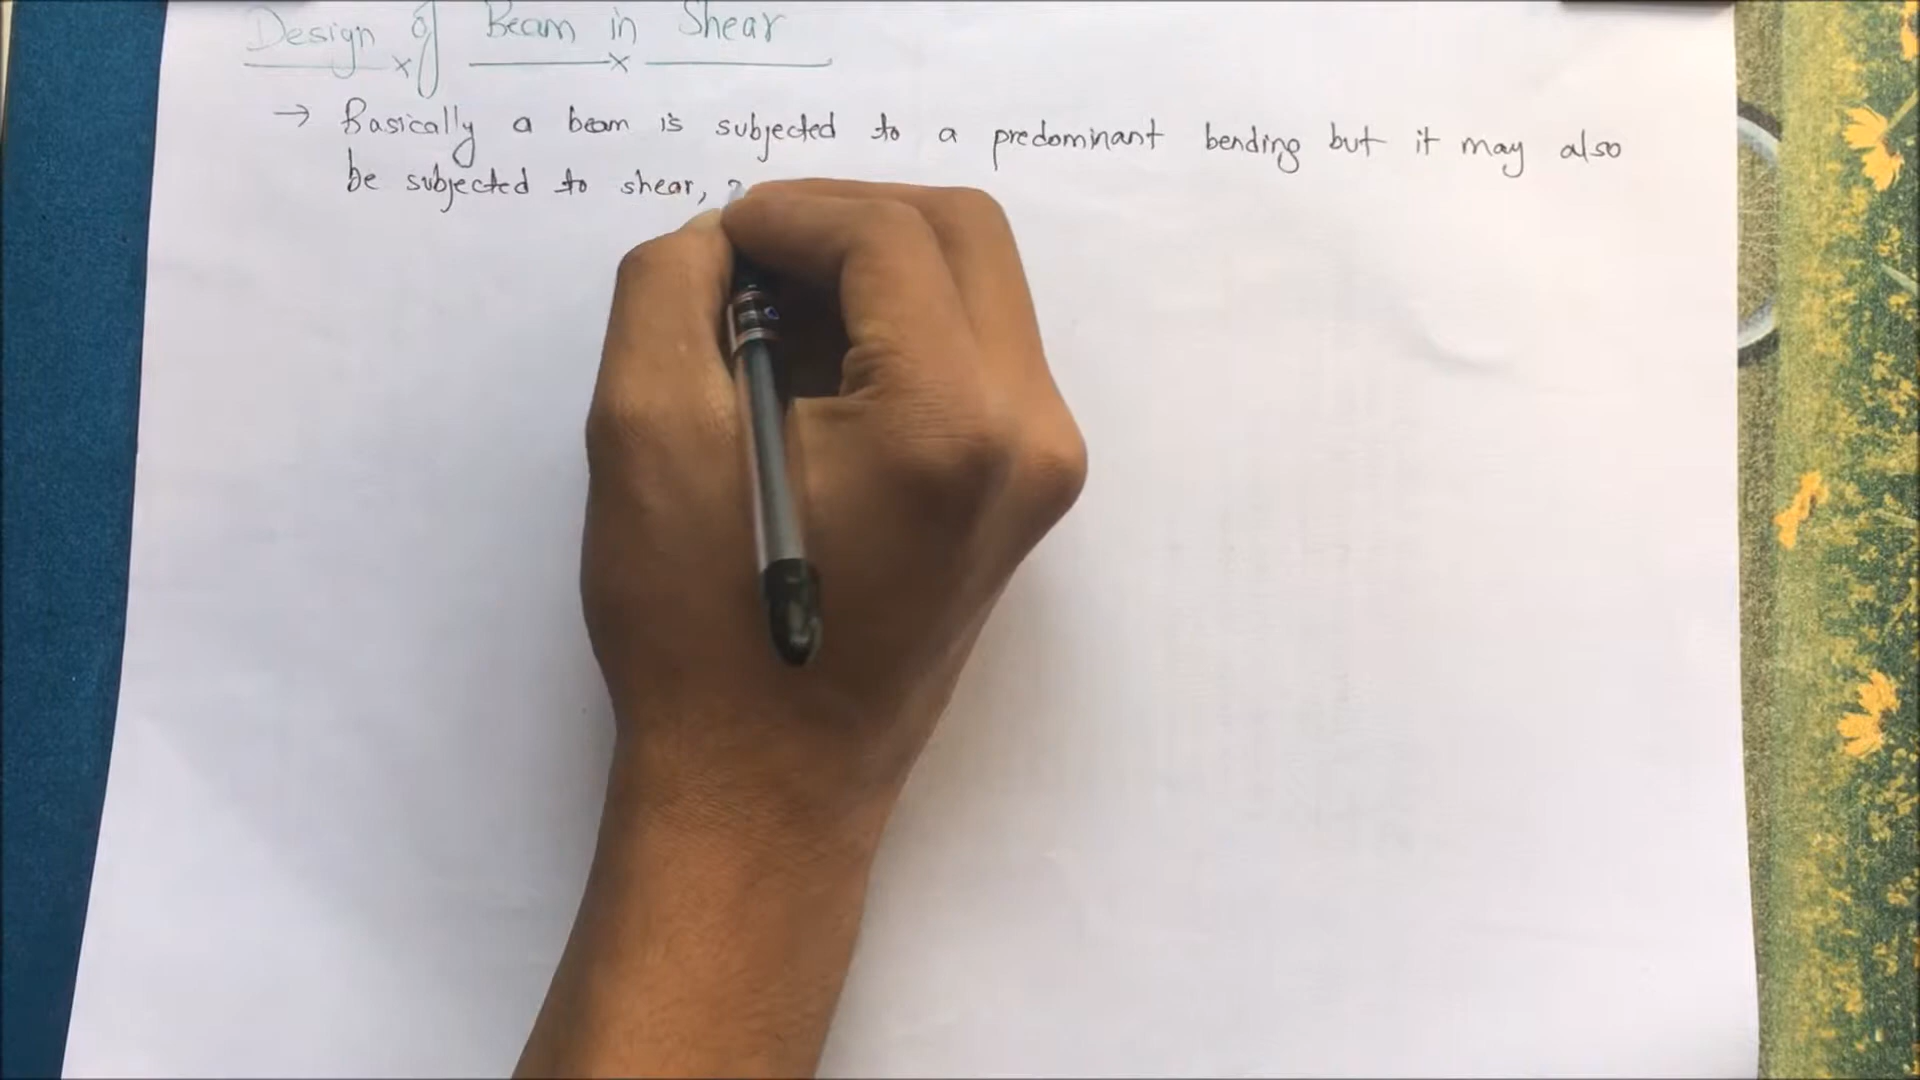 Design of Beam in Shear
→ Basically a beam is subjected to a predominant bending but it may also
be subjected to shear,